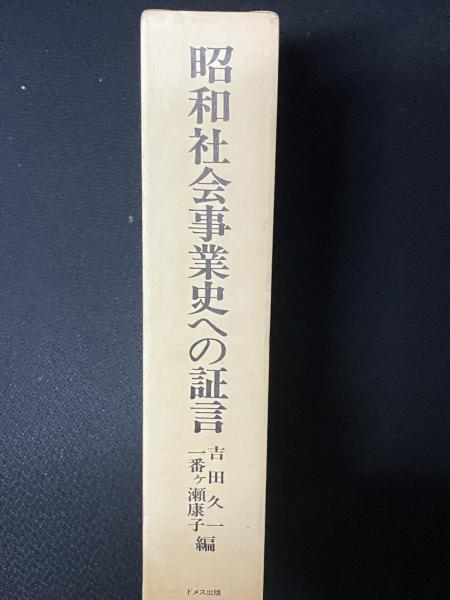 昭和社会事業史への証言
吉田久一
一番ヶ瀬康子
編
ドメス出版